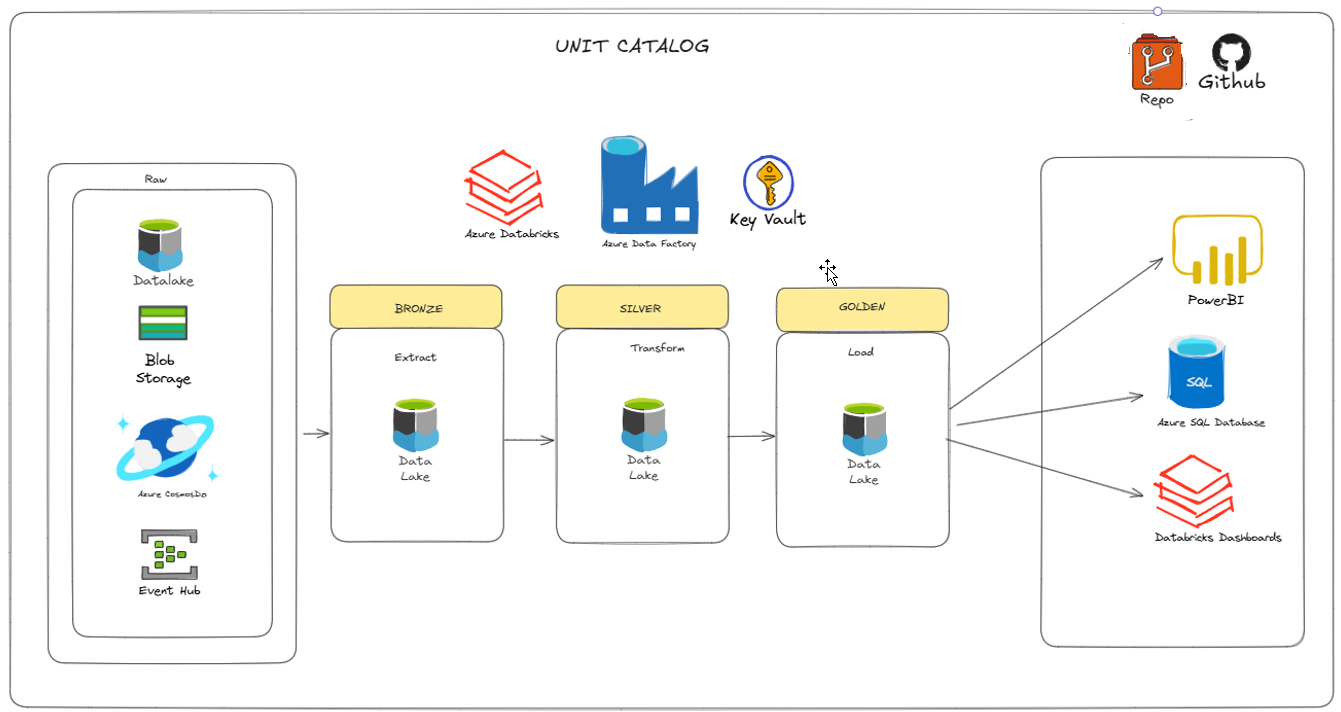 UNIT CATALOG
Repo
Github
Raw
Datalake
Blob
Storage
Azure CosmosDB
Event Hub
Azure Databricks
Azure Data Factory
Key Vault
BRONZE
Extract
Data
Lake
SILVER
Transform
Data
Lake
GOLDEN
Load
Data
Lake
PowerBI
SQL
Azure SQL Database
Databricks Dashboards